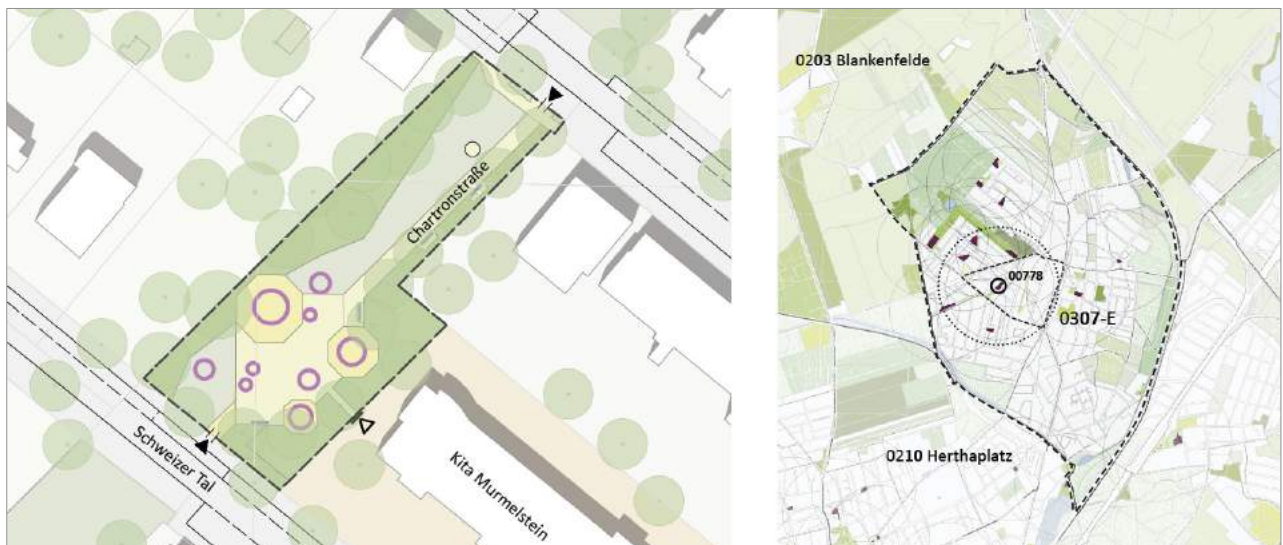 Chartronstraße
Schweizer Tal
Kita Murmelstein
0203 Blankenfelde
00778
0307-E
0210 Herthaplatz